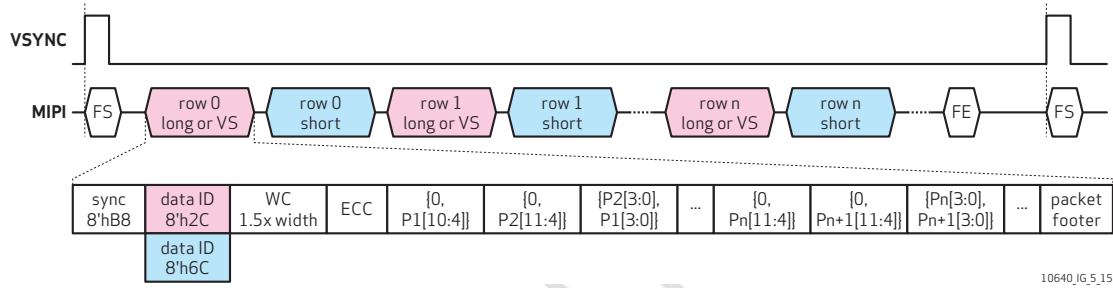 VSYNC
MIPI
FS
row 0
long or VS
row 0
short
row 1
long or VS
row 1
short
row n
long or VS
row n
short
FE
FS
sync
8'hB8
data ID
8'h2C
WC
1.5x width
ECC
{0,
P1[10:4]}
{0,
P2[11:4]}
{P2[3:0],
P1[3:0]}
...
{0,
Pn[11:4]}
{0,
Pn+1[11:4]}
{Pn[3:0],
Pn+1[3:0]}
...
packet
footer
data ID
8'h6C
10640_IG_5_15